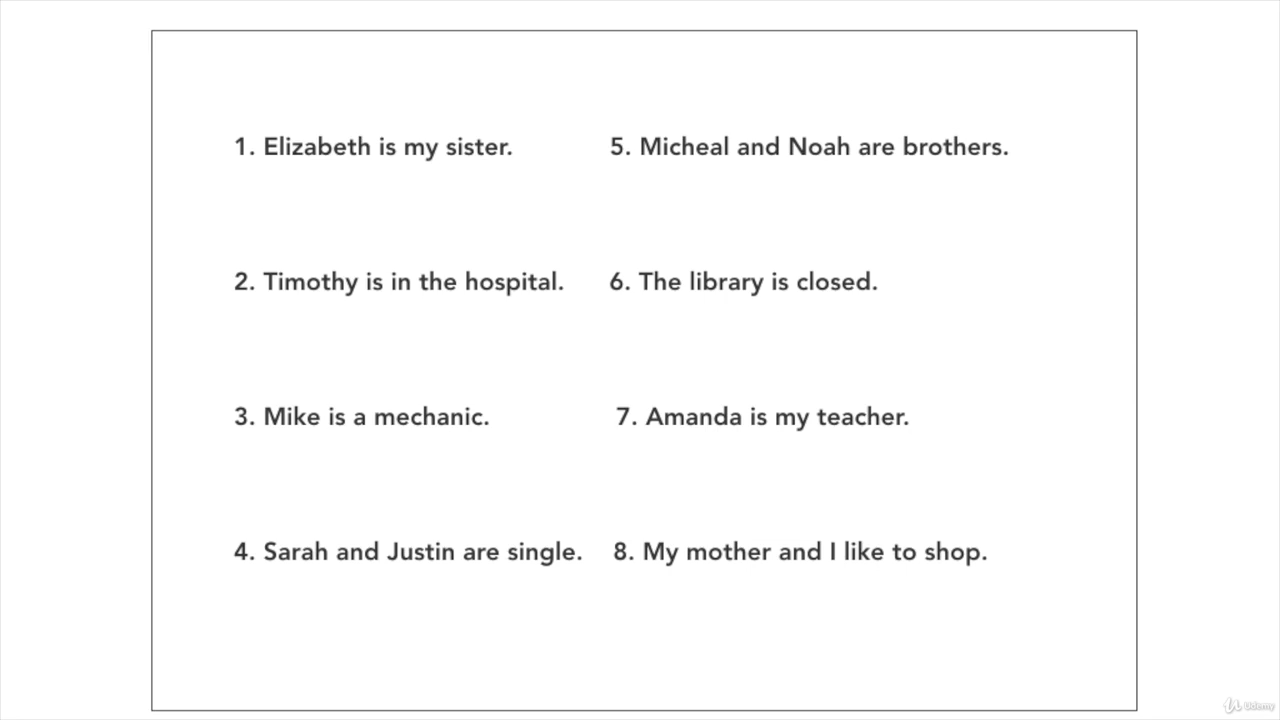 1. Elizabeth is my sister.
2. Timothy is in the hospital.
3. Mike is a mechanic.
4. Sarah and Justin are single.
5. Micheal and Noah are brothers.
6. The library is closed.
7. Amanda is my teacher.
8. My mother and I like to shop.
Udemy